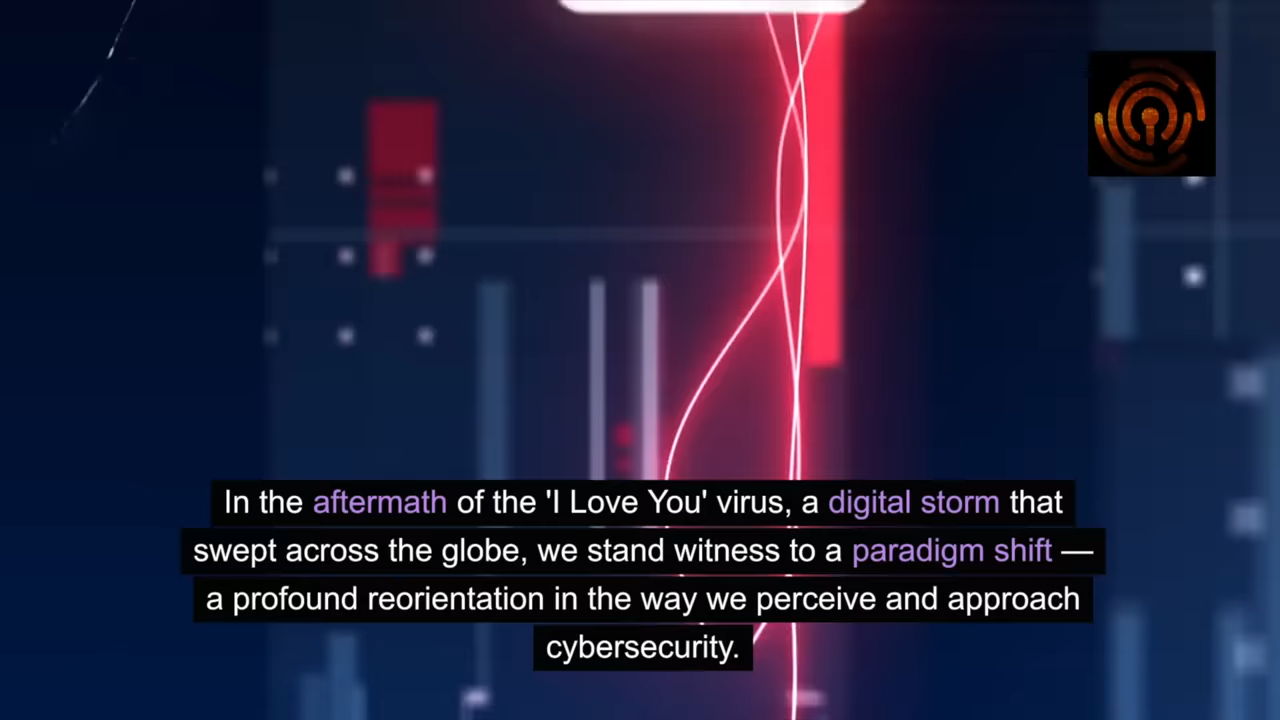 In the aftermath of the 'I Love You' virus, a digital storm that
swept across the globe, we stand witness to a paradigm shift —
a profound reorientation in the way we perceive and approach
cybersecurity.